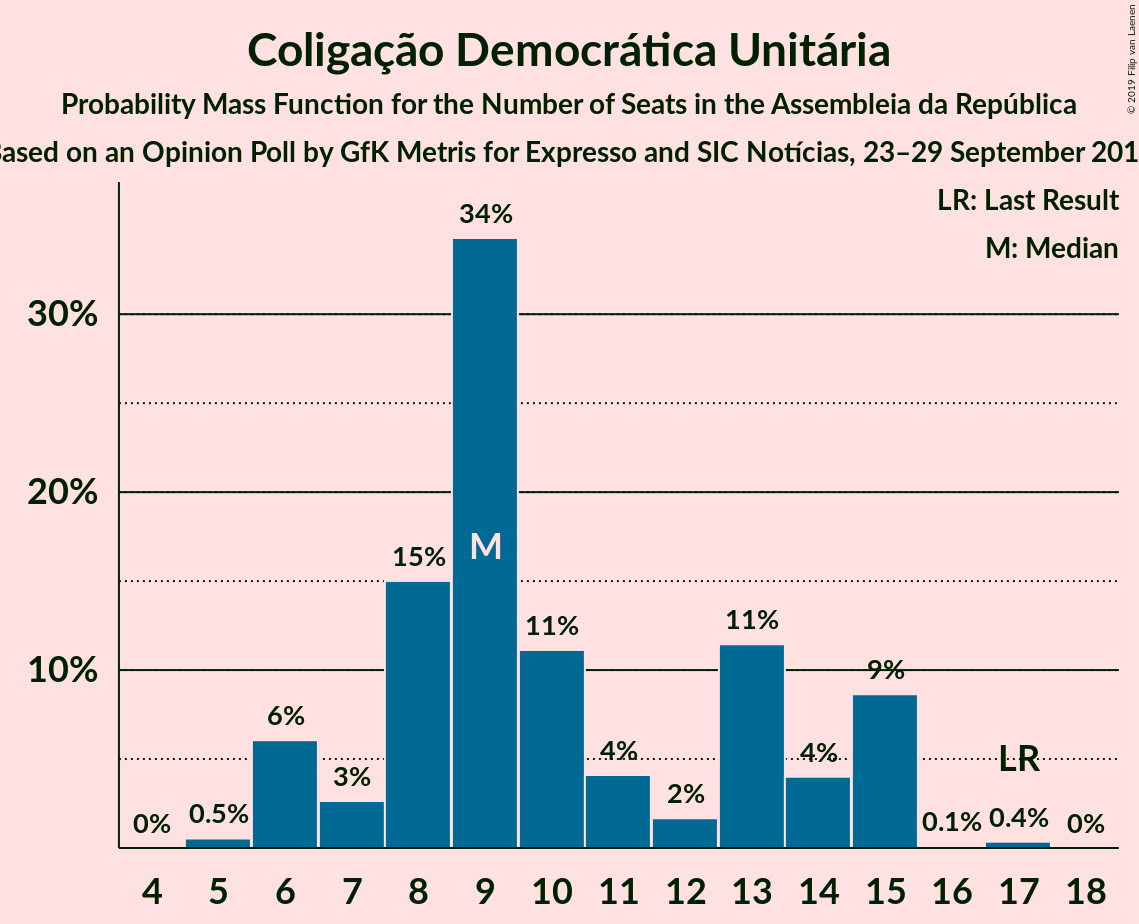 Coligação Democrática Unitária
Probability Mass Function for the Number of Seats in the Assembleia da República
ased on an Opinion Poll by GfK Metris for Expresso and SIC Notícias, 23–29 September 201
© 2019 Filip van Laenen
LR: Last Result
M: Median
30%
20%
10%
0%
0.5%
6%
3%
15%
34%
M
11%
4%
2%
11%
4%
9%
0.1%
0.4%
LR
0%
4 5 6 7 8 9 10 11 12 13 14 15 16 17 18